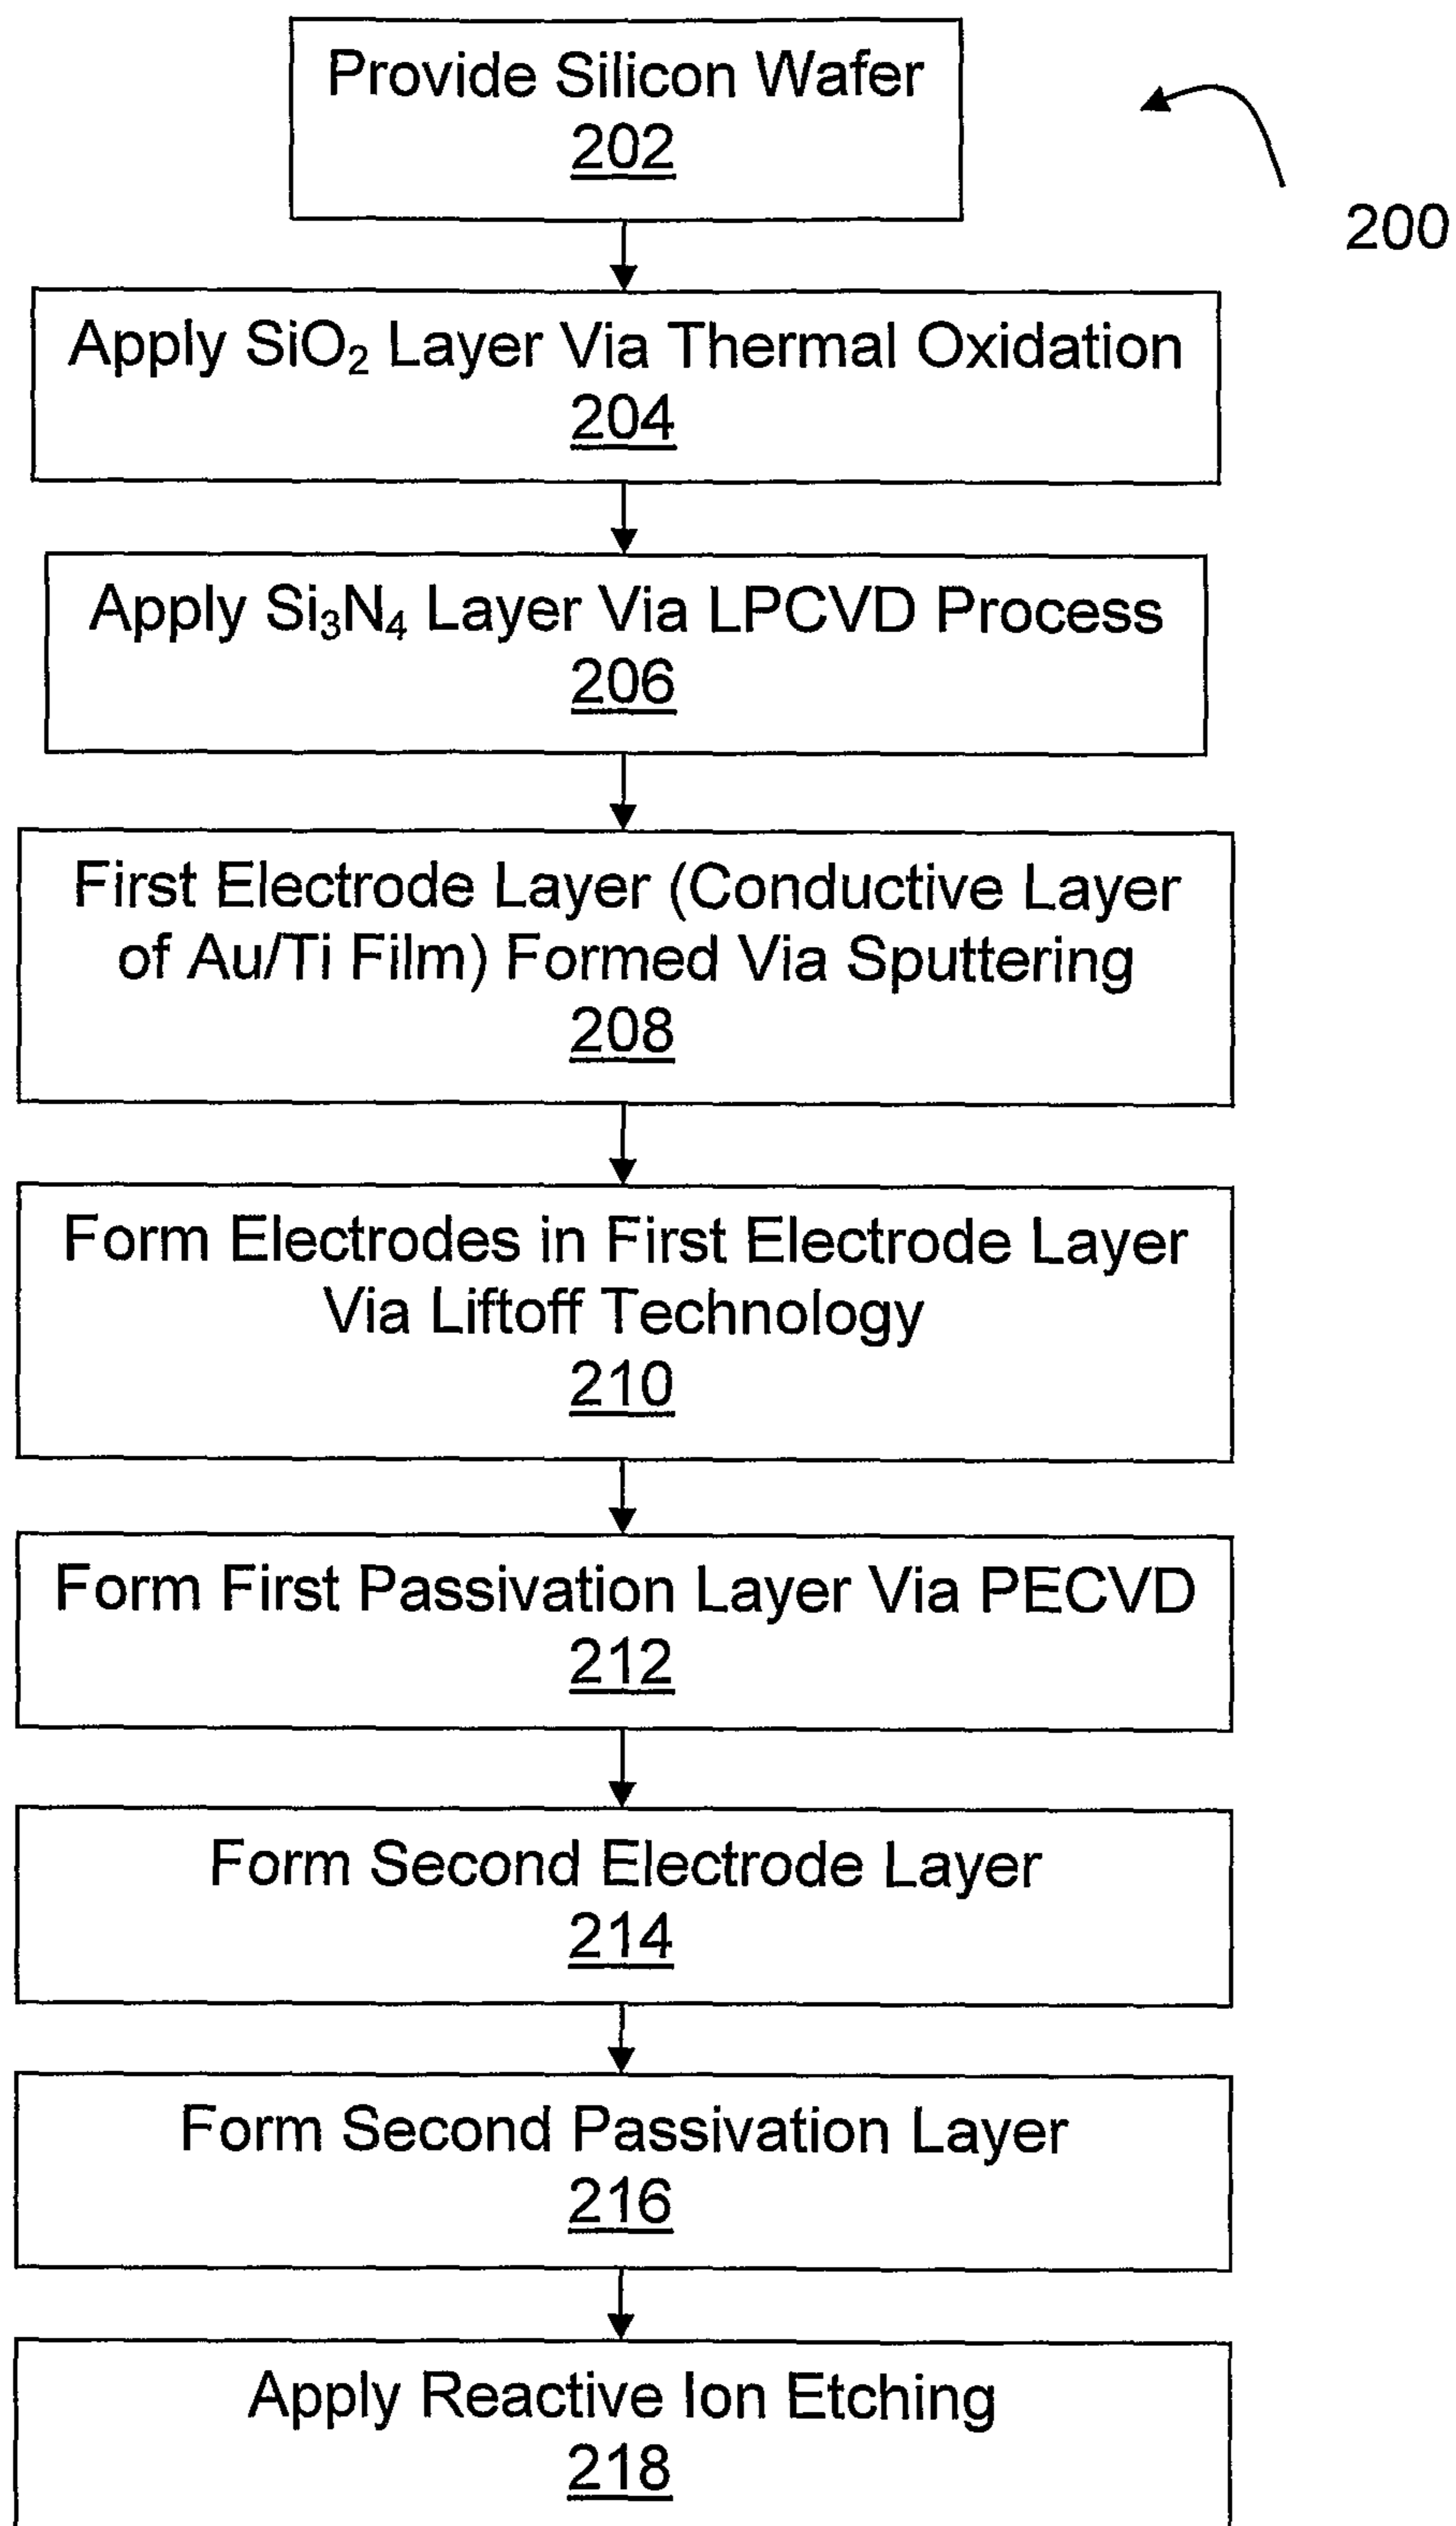 Provide Silicon Wafer
202
200
Apply SiO₂ Layer Via Thermal Oxidation
204
Apply Si₃N₄ Layer Via LPCVD Process
206
First Electrode Layer (Conductive Layer
of Au/Ti Film) Formed Via Sputtering
208
Form Electrodes in First Electrode Layer
Via Liftoff Technology
210
Form First Passivation Layer Via PECVD
212
Form Second Electrode Layer
214
Form Second Passivation Layer
216
Apply Reactive Ion Etching
218